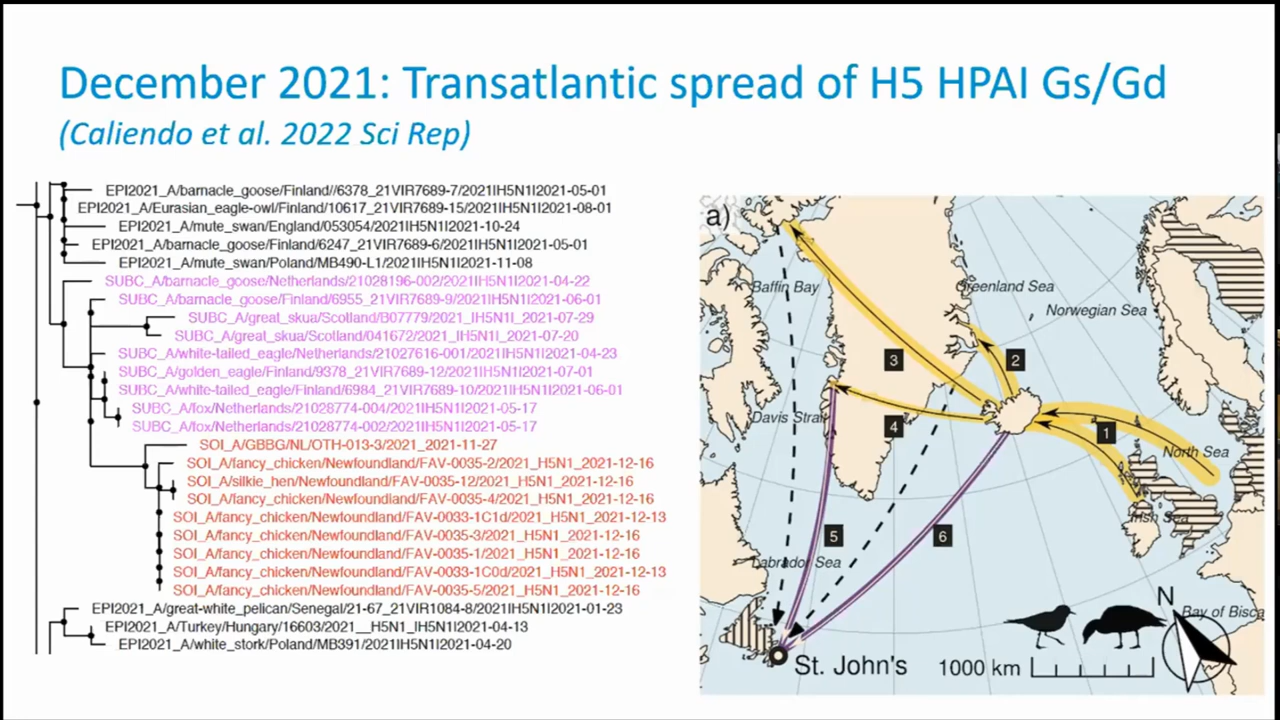 December 2021: Transatlantic spread of H5 HPAI Gs/Gd
(Caliendo et al. 2022 Sci Rep)
EPI2021_A/barnacle_goose/Finland//6378_21VIR7689-7/2021IH5N1I2021-05-01
EPI2021_A/Eurasian_eagle-owl/Finland/10617_21VIR7689-15/2021IH5N1I2021-08-01
EPI2021_A/mute_swan/England/053054/2021IH5N1I2021-10-24
EPI2021_A/barnacle_goose/Finland/6247_21VIR7689-6/2021IH5N1I2021-05-01
EPI2021_A/mute_swan/Poland/MB490-L1/2021IH5N1I2021-11-08
SUBC_A/barnacle_goose/Netherlands/21028196-002/2021IH5N1I2021-04-22
SUBC_A/barnacle_goose/Finland/6955_21VIR7689-9/2021IH5N1I2021-06-01
SUBC_A/great_skua/Scotland/B07779/2021_IH5N1I_2021-07-29
SUBC_A/great_skua/Scotland/041672/2021_IH5N1I_2021-07-20
SUBC_A/white-tailed_eagle/Netherlands/21027616-001/2021IH5N1I2021-04-23
SUBC_A/golden_eagle/Finland/9378_21VIR7689-12/2021IH5N1I2021-07-01
SUBC_A/white-tailed_eagle/Finland/6984_21VIR7689-10/2021IH5N1I2021-06-01
SUBC_A/fox/Netherlands/21028774-004/2021IH5N1I2021-05-17
SUBC_A/fox/Netherlands/21028774-002/2021IH5N1I2021-05-17
SOI_A/GBBG/NL/OTH-013-3/2021_2021-11-27
SOI_A/fancy_chicken/Newfoundland/FAV-0035-2/2021_H5N1_2021-12-16
SOI_A/silkie_hen/Newfoundland/FAV-0035-12/2021_H5N1_2021-12-16
SOI_A/fancy_chicken/Newfoundland/FAV-0035-4/2021_H5N1_2021-12-16
SOI_A/fancy_chicken/Newfoundland/FAV-0033-1C1d/2021_H5N1_2021-12-13
SOI_A/fancy_chicken/Newfoundland/FAV-0035-3/2021_H5N1_2021-12-16
SOI_A/fancy_chicken/Newfoundland/FAV-0035-1/2021_H5N1_2021-12-16
SOI_A/fancy_chicken/Newfoundland/FAV-0033-1C0d/2021_H5N1_2021-12-13
SOI_A/fancy_chicken/Newfoundland/FAV-0035-5/2021_H5N1_2021-12-16
EPI2021_A/great-white_pelican/Senegal/21-67_21VIR1084-8/2021IH5N1I2021-01-23
EPI2021_A/Turkey/Hungary/16603/2021__H5N1_IH5N1I2021-04-13
EPI2021_A/white_stork/Poland/MB391/2021IH5N1I2021-04-20
a)
Baffin Bay
Greenland Sea
Norwegian Sea
3
2
Davis Strait
4
1
North Sea
Irish Sea
5
6
Labrador Sea
N
Bay of Bisca
St. John's
1000 km